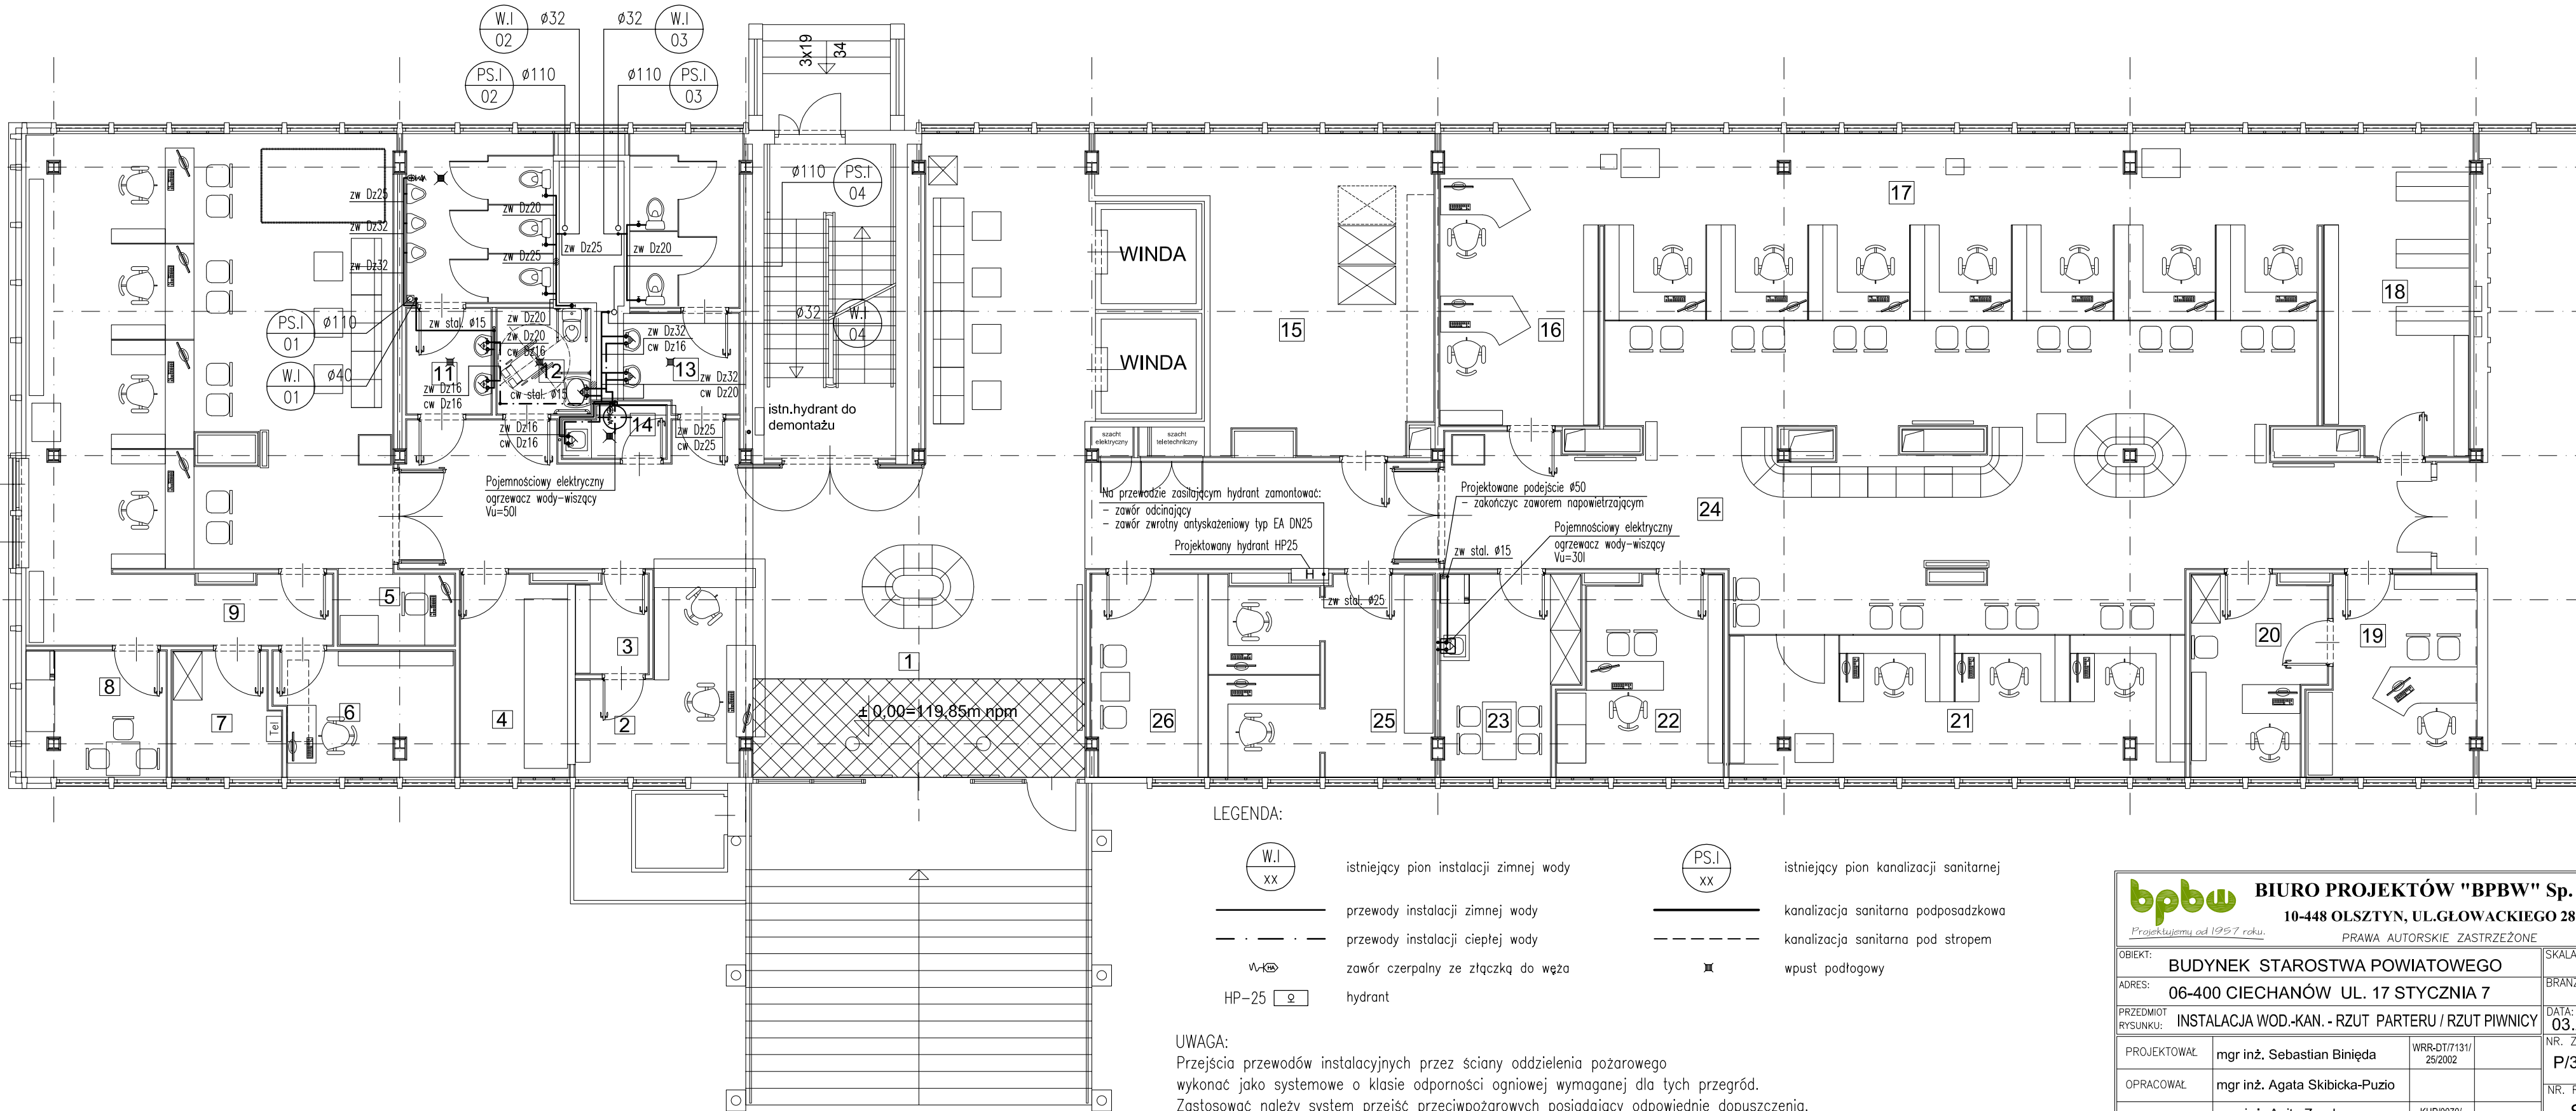 W.I
02
ø32
ø32
W.I
03
PS.I
02
ø110
ø110
PS.I
03
3x19
34
ø110
PS.I
04
zw Dz25
zw Dz32
zw Dz32
zw Dz20
zw Dz25
zw Dz25
zw Dz20
ø32
W.I
04
PS.I
01
ø110
W.I
01
ø40
zw stal. ø15
zw Dz20
zw Dz20
cw Dz16
zw Dz32
cw Dz16
11
12
13
zw Dz16
cw Dz16
cw stal. ø15
zw Dz32
cw Dz20
zw Dz16
cw Dz16
14
zw Dz25
cw Dz25
istn.hydrant do
demontażu
Pojemnościowy elektryczny
ogrzewacz wody-wiszący
Vu=50l
WINDA
WINDA
15
16
17
18
szacht
elektryczny
szacht
teletechniczny
Na przewodzie zasilającym hydrant zamontować:
- zawór odcinający
- zawór zwrotny antyskażeniowy typ EA DN25
Projektowany hydrant HP25
H
zw stal. ø25
Projektowane podejście ø50
- zakończyc zaworem napowietrzającym
zw stal. ø15
Pojemnościowy elektryczny
ogrzewacz wody-wiszący
Vu=30l
24
9
5
3
1
8
7
Tel
6
4
2
± 0,00=119,85m npm
26
25
23
22
21
20
19
LEGENDA:
W.I
xx
istniejący pion instalacji zimnej wody
PS.I
xx
istniejący pion kanalizacji sanitarnej
przewody instalacji zimnej wody
kanalizacja sanitarna podposadzkowa
przewody instalacji ciepłej wody
kanalizacja sanitarna pod stropem
zawór czerpalny ze złączką do węża
wpust podłogowy
HP-25
hydrant
UWAGA:
Przejścia przewodów instalacyjnych przez ściany oddzielenia pożarowego
wykonać jako systemowe o klasie odporności ogniowej wymaganej dla tych przegród.
Zastosować należy system przejść przeciwpożarowych posiadający odpowiednie dopuszczenia.
bpbw
Projektujemy od 1957 roku.
BIURO PROJEKTÓW "BPBW" Sp.
10-448 OLSZTYN, UL.GŁOWACKIEGO 28
PRAWA AUTORSKIE ZASTRZEŻONE
OBIEKT:
BUDYNEK STAROSTWA POWIATOWEGO
SKALA
ADRES:
06-400 CIECHANÓW UL. 17 STYCZNIA 7
BRANŻ
PRZEDMIOT
RYSUNKU:
INSTALACJA WOD.-KAN. - RZUT PARTERU / RZUT PIWNICY
DATA:
03.
PROJEKTOWAŁ
mgr inż. Sebastian Binięda
WRR-DT/7131/
25/2002
NR. Z
P/3
OPRACOWAŁ
mgr inż. Agata Skibicka-Puzio
NR. R